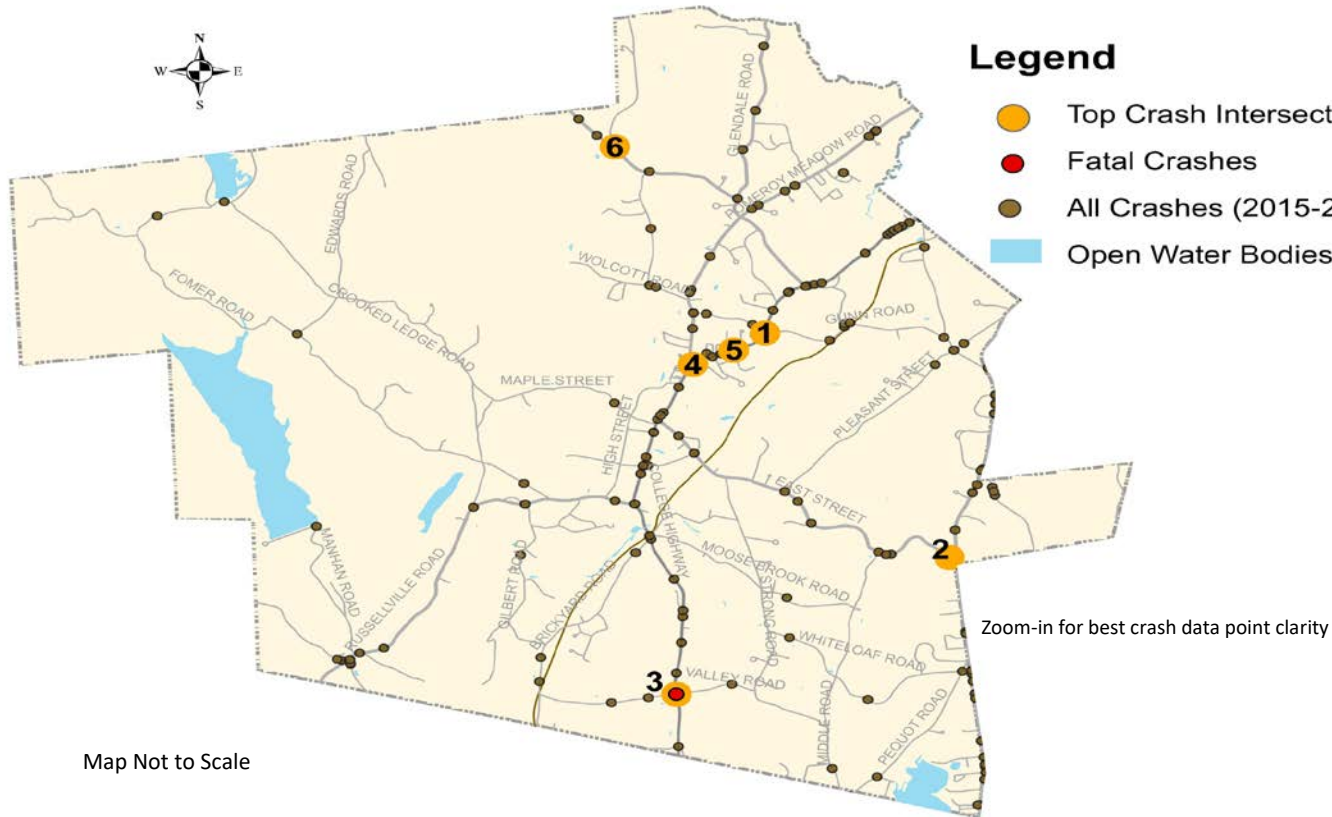 N
W E
S
Legend
Top Crash Intersect
Fatal Crashes
All Crashes (2015-2
Open Water Bodies
GLENDALE ROAD
POMEROY MEADOW ROAD
6
EDWARDS ROAD
WOLCOTT ROAD
FOMER ROAD
CROOKED LEDGE ROAD
GUNN ROAD
1
5
4
MAPLE STREET
PLEASANT STREET
HIGH STREET
COLLEGE HIGHWAY
EAST STREET
2
MOOSE BROOK ROAD
STRONG ROAD
MANHAN ROAD
RUSSELLVILLE ROAD
GILBERT ROAD
BRICKYARD ROAD
WHITELOAF ROAD
Zoom-in for best crash data point clarity
3
VALLEY ROAD
MIDDLE ROAD
PEQUOT ROAD
Map Not to Scale